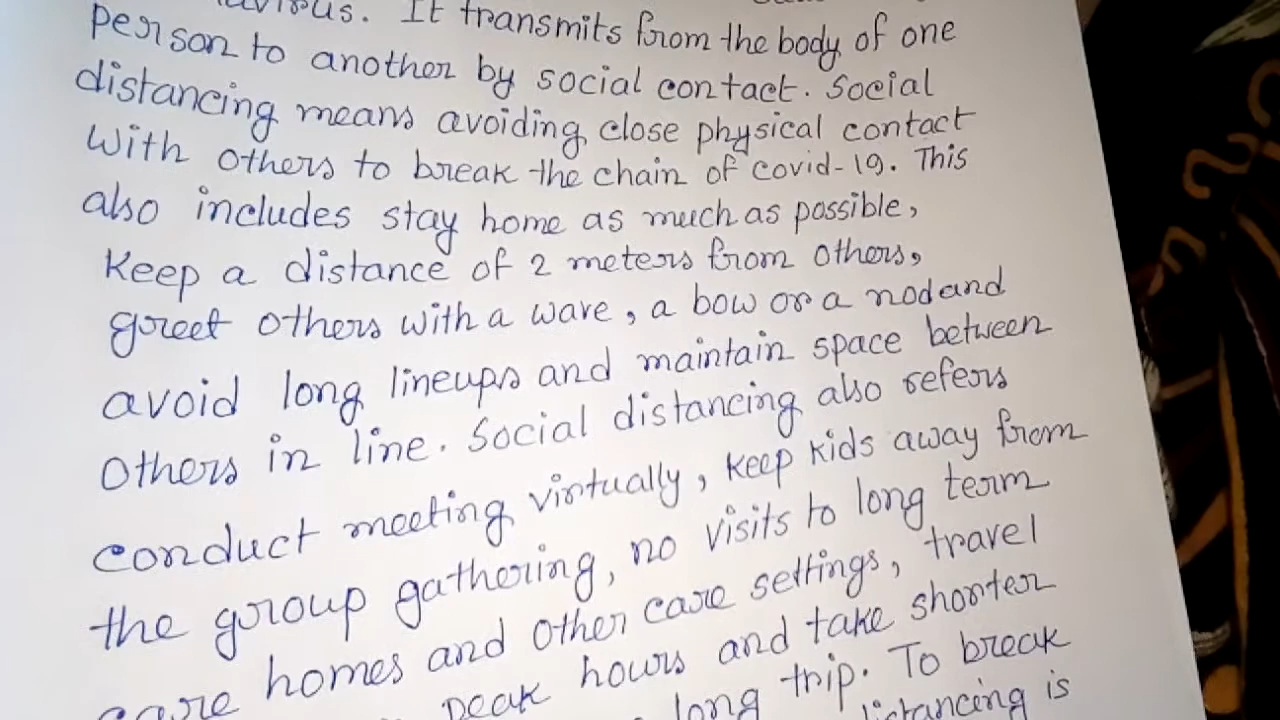 It transmits from the body of one
person to another by social contact. Social
distancing means avoiding close physical contact
With others to break the chain of covid-19. This
also includes stay home as much as possible,
Keep a distance of 2 meters from others,
greet others with a wave, a bow or a nod and
avoid long lineups and maintain space between
others in line. Social distancing also refers
conduct meeting virtually, keep kids away from
the group gathering, no visits to long term
care homes and other care settings, travel
peak hours and take shorter
long trip. To break
distancing is